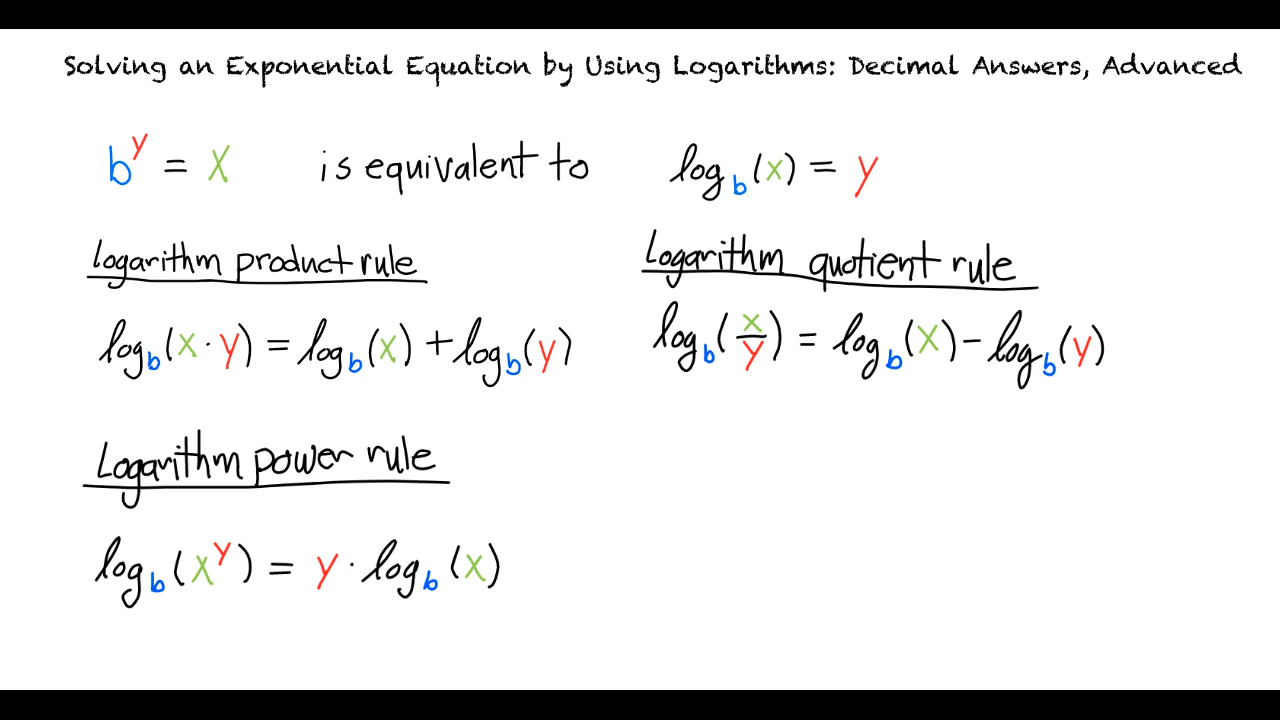 Solving an Exponential Equation by Using Logarithms: Decimal Answers, Advanced
b^y = x is equivalent to log_b(x) = y
Logarithm product rule
log_b(x · y) = log_b(x) + log_b(y)
Logarithm quotient rule
log_b(x/y) = log_b(x) - log_b(y)
Logarithm power rule
log_b(x^y) = y · log_b(x)